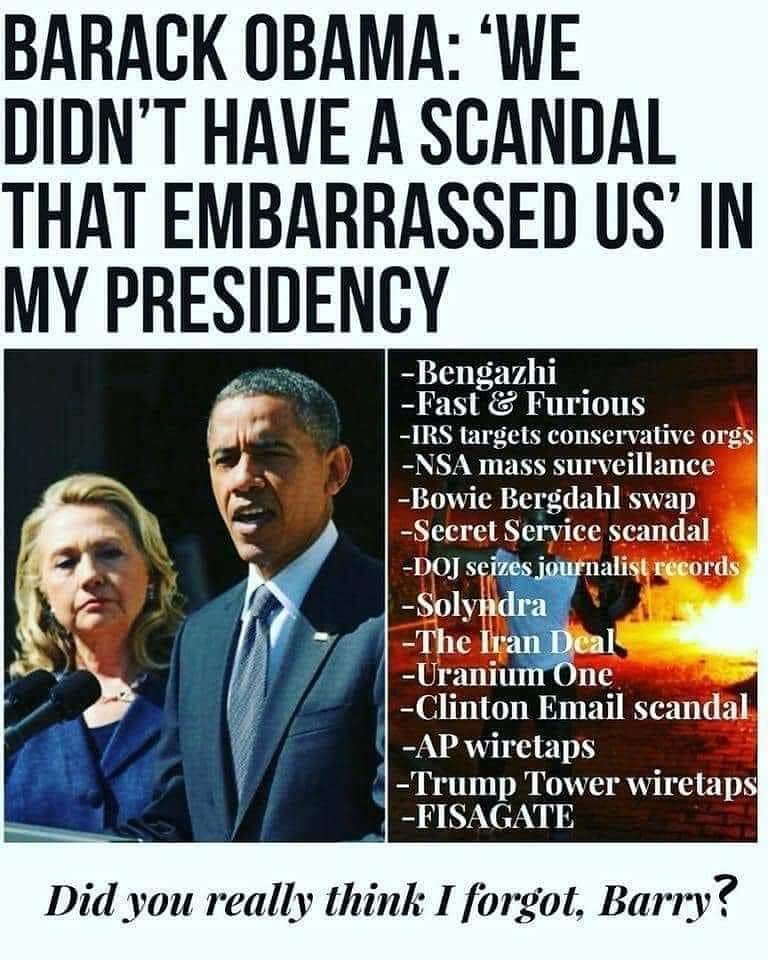 BARACK OBAMA: ‘WE
DIDN’T HAVE A SCANDAL
THAT EMBARRASSED US’ IN
MY PRESIDENCY
-Bengazhi
-Fast & Furious
-IRS targets conservative orgs
-NSA mass surveillance
-Bowie Bergdahl swap
-Secret Service scandal
-DOJ seizes journalist records
-Solyndra
-The Iran Deal
-Uranium One
-Clinton Email scandal
-AP wiretaps
-Trump Tower wiretaps
-FISAGATE
Did you really think I forgot, Barry?